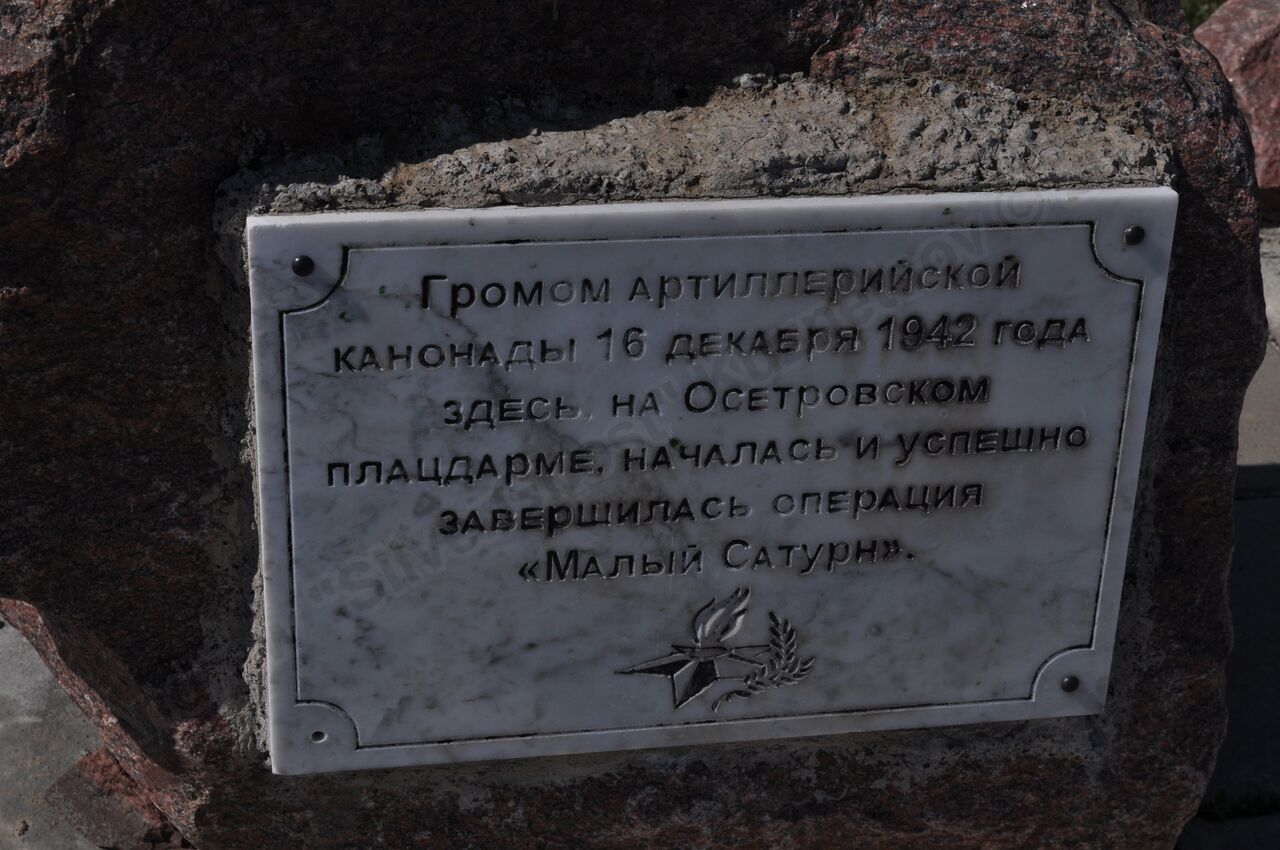 Громом артиллерийской
канонады 16 декабря 1942 года
здесь, на Осетровском
плацдарме, началась и успешно
завершилась операция
«Малый Сатурн».